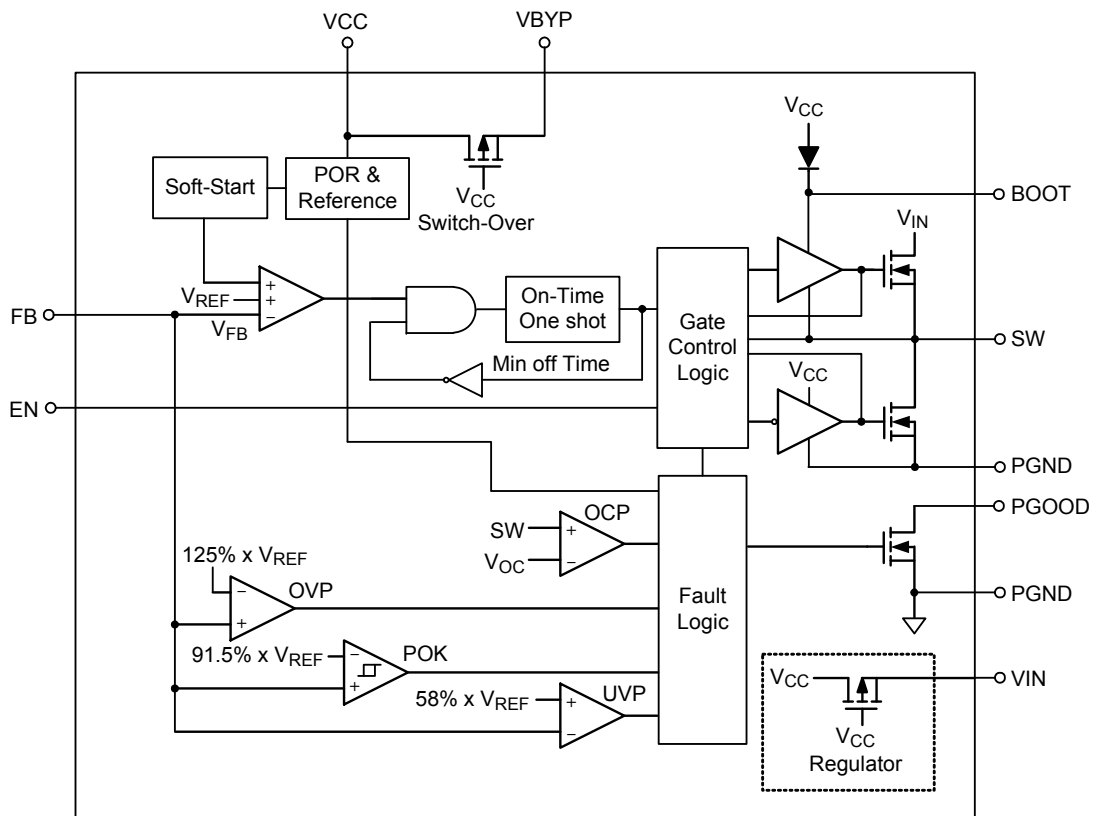 VCC
VBYP
VCC
BOOT
Soft-Start
POR &
Reference
VCC
Switch-Over
VIN
+
VREF
+
−
FB
VFB
On-Time
One shot
Gate
Control
Logic
SW
Min off Time
VCC
EN
PGND
PGOOD
OCP
SW
+
VOC
−
125% x VREF
−
OVP
+
Fault
Logic
PGND
91.5% x VREF
−
POK
+
58% x VREF
+
UVP
−
VCC
VIN
VCC
Regulator